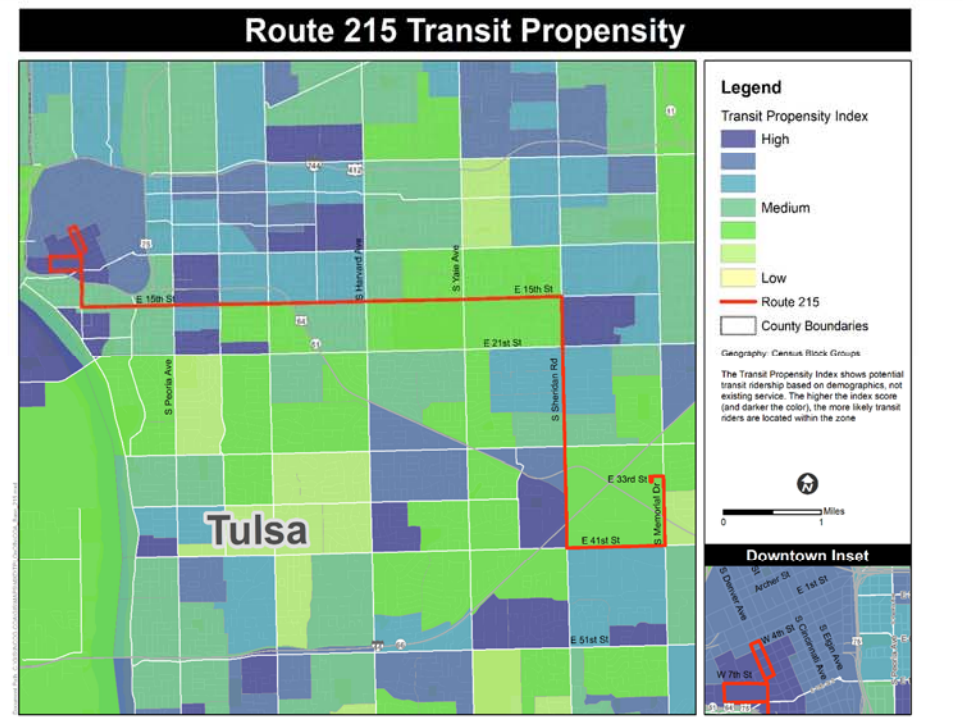 Route 215 Transit Propensity
11
244
412
75
S Harvard Ave
S Yale Ave
E 15th St
E 15th St
64
51
E 21st St
S Peoria Ave
S Sheridan Rd
E 33rd St
S Memorial Dr
Tulsa
E 41st St
E 51st St
Legend
Transit Propensity Index
High
Medium
Low
Route 215
County Boundaries
Geography: Census Block Groups
The Transit Propensity Index shows potential
transit ridership based on demographics, not
existing service. The higher the index score
(and darker the color), the more likely transit
riders are located within the zone
N
Miles
0 1
Downtown Inset
S Denver Ave
St
Archer St
E 1st St
W 4th St
S Cincinnati Ave
S Elgin Ave
75
W 7th St